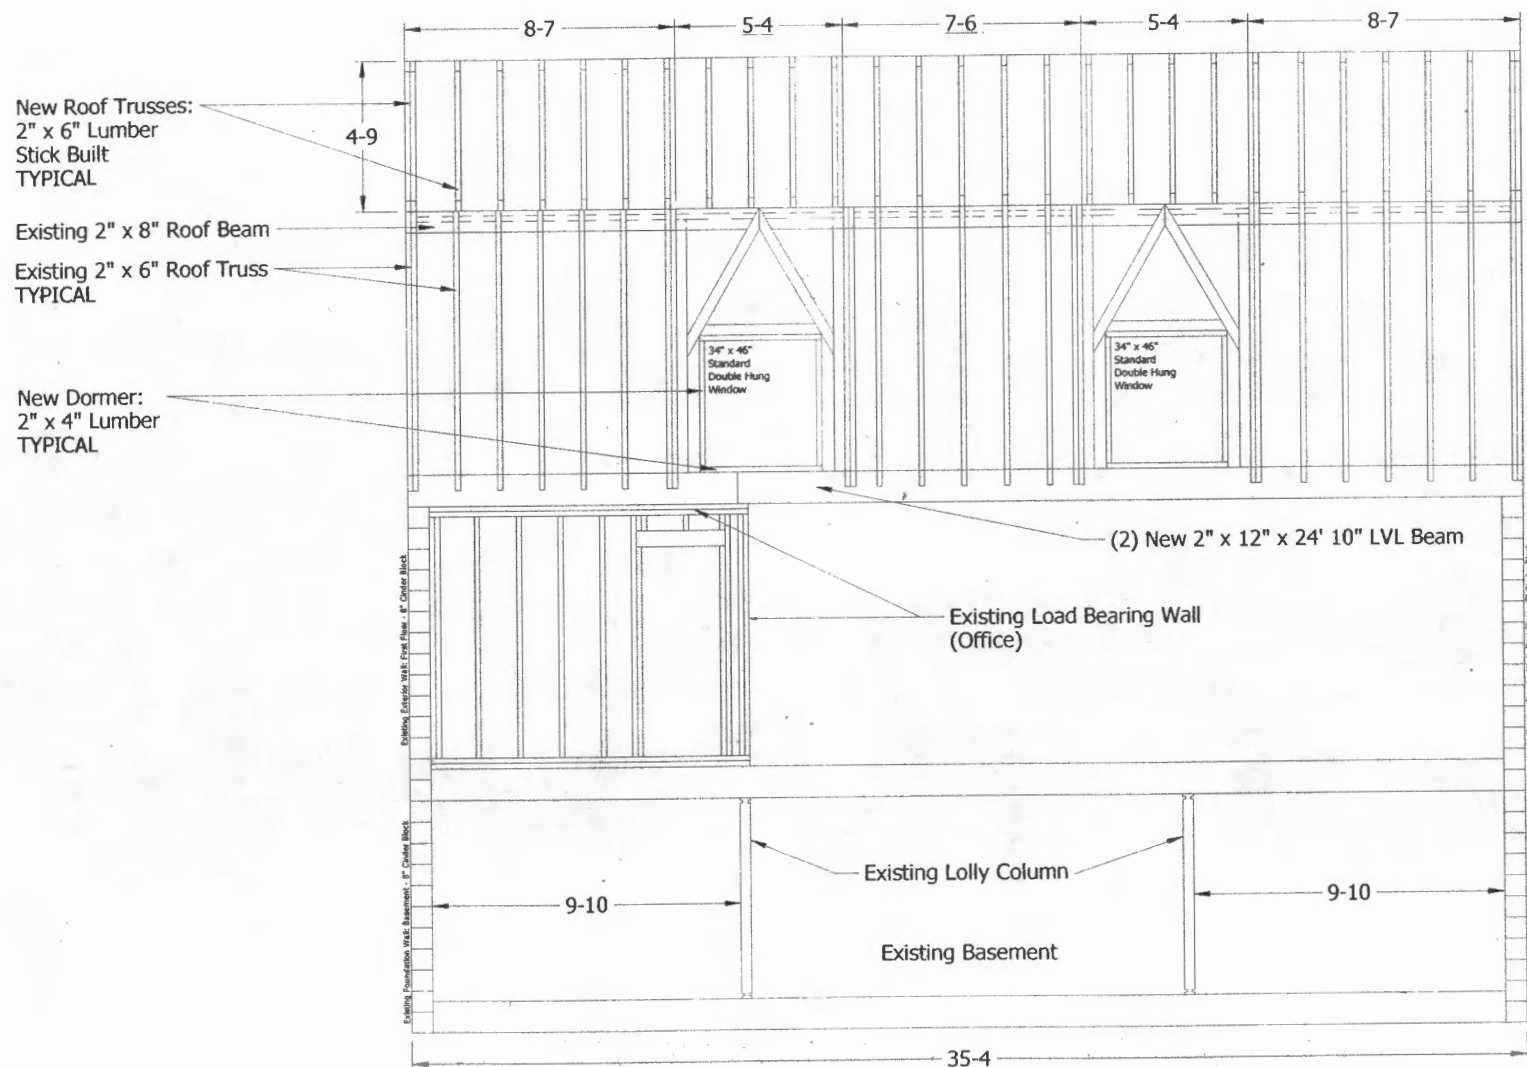 8-7
5-4
7-6
5-4
8-7
New Roof Trusses:
2" x 6" Lumber
Stick Built
TYPICAL
4-9
Existing 2" x 8" Roof Beam
Existing 2" x 6" Roof Truss
TYPICAL
34" x 46"
Standard
Double Hung
Window
34" x 46"
Standard
Double Hung
Window
New Dormer:
2" x 4" Lumber
TYPICAL
(2) New 2" x 12" x 24' 10" LVL Beam
Existing Exterior Wall: First Floor - 8" Cinder Block
Existing Load Bearing Wall
(Office)
Existing Foundation Wall: Basement - 8" Cinder Block
Existing Lolly Column
9-10
9-10
Existing Basement
35-4